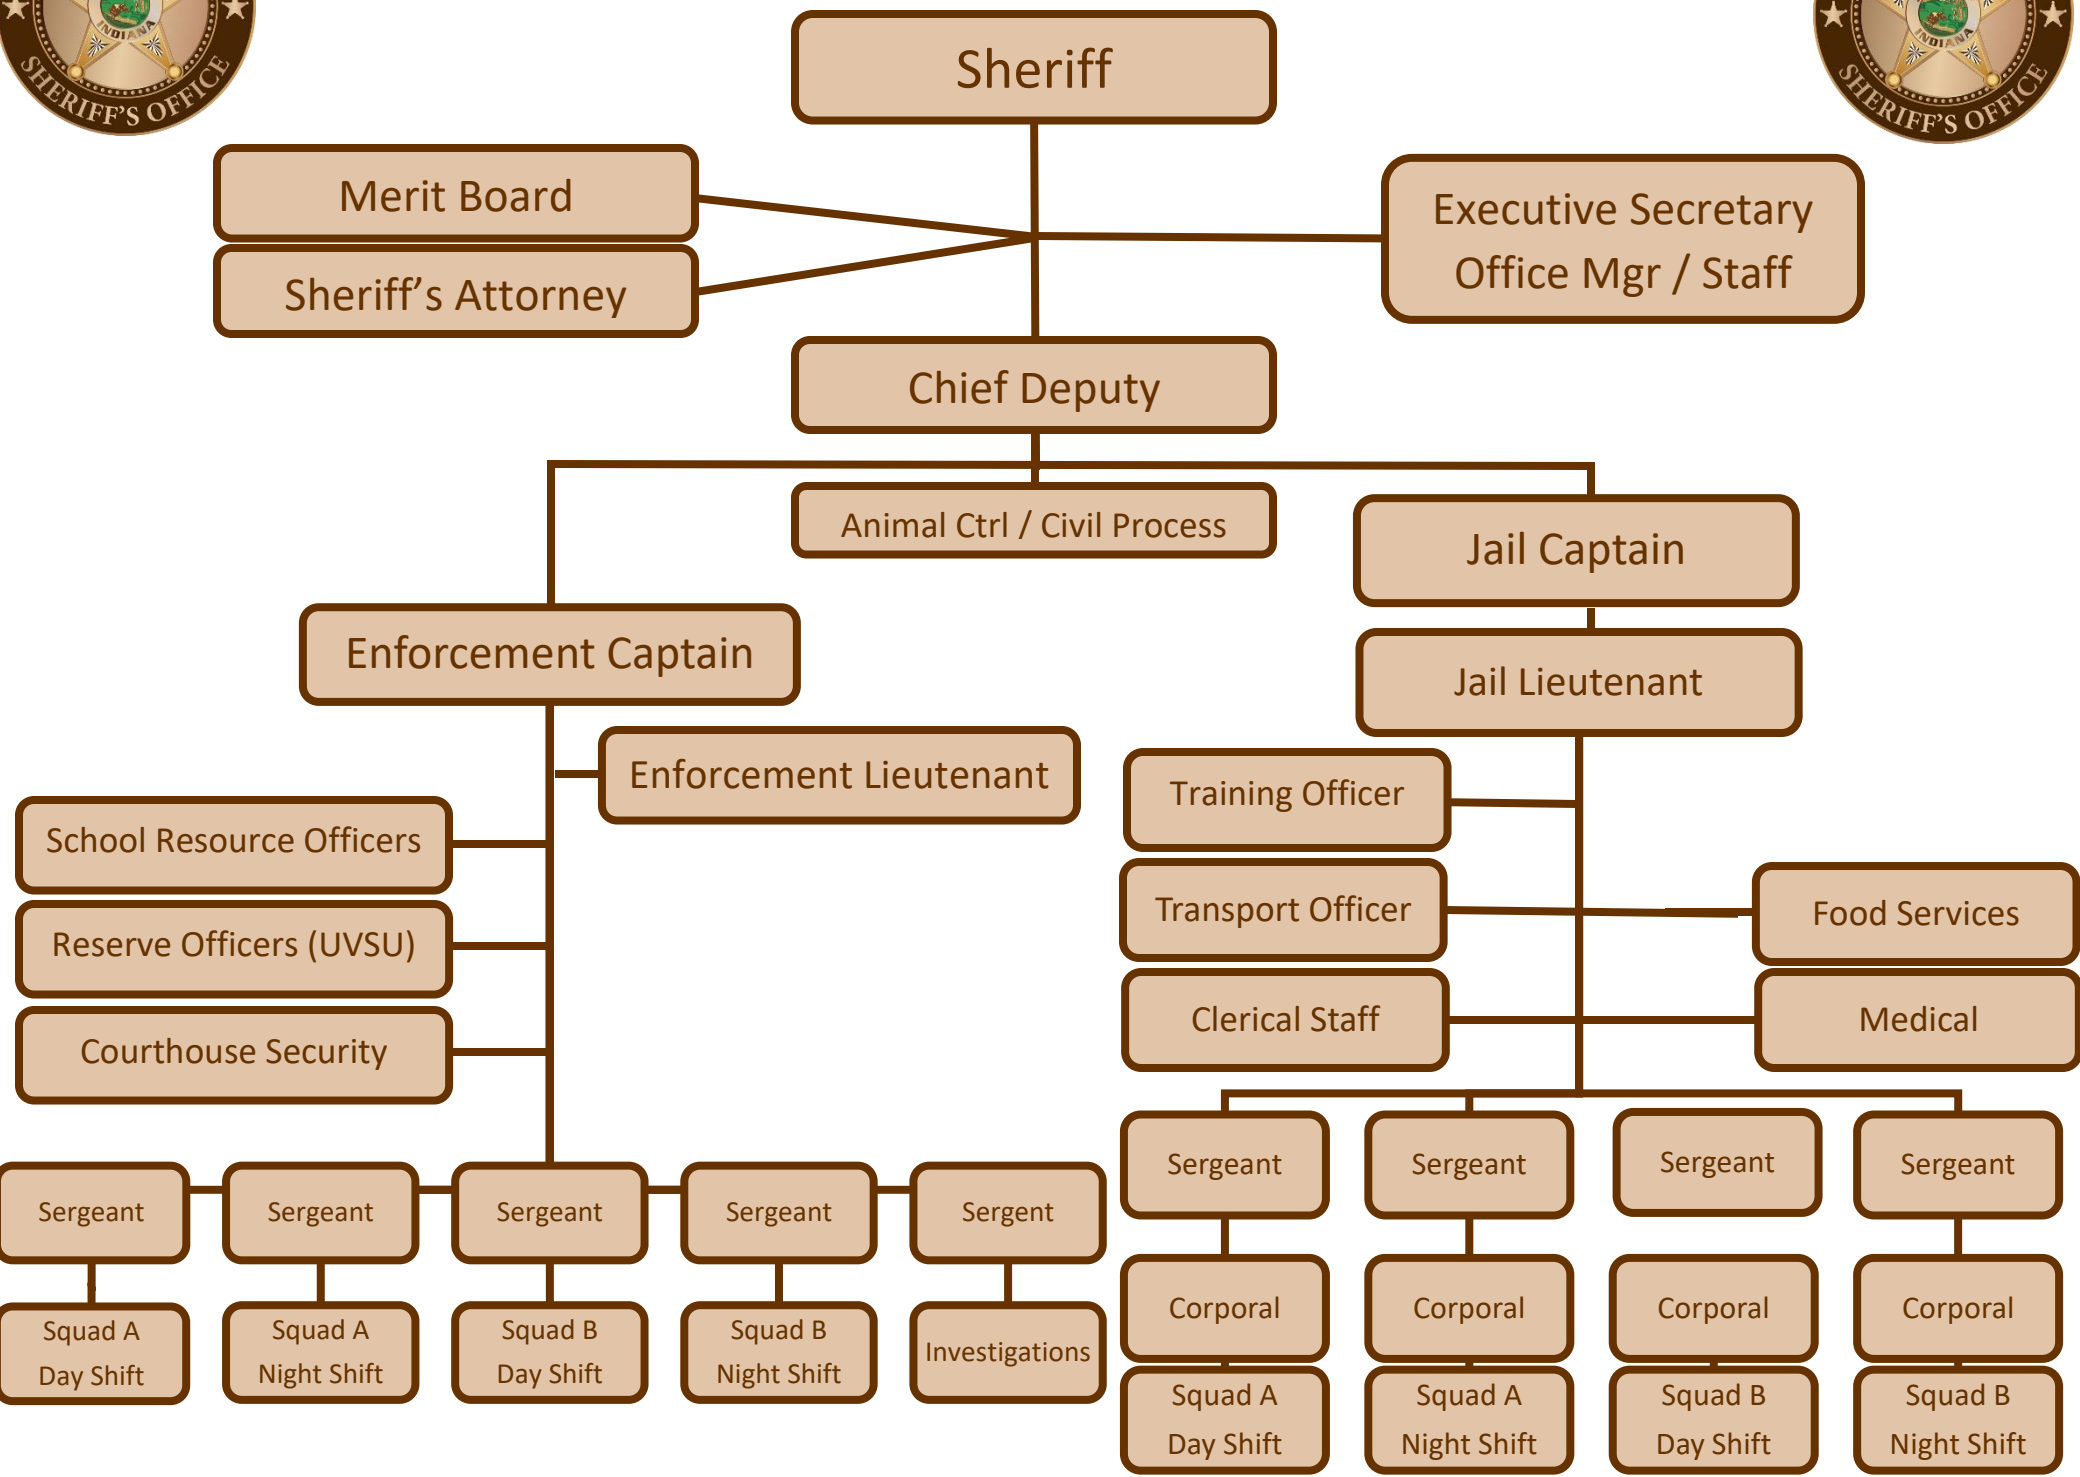 INDIANA
SHERIFF'S OFFICE
INDIANA
SHERIFF'S OFFICE
Sheriff
Merit Board
Sheriff’s Attorney
Executive Secretary
Office Mgr / Staff
Chief Deputy
Animal Ctrl / Civil Process
Jail Captain
Enforcement Captain
Jail Lieutenant
Enforcement Lieutenant
School Resource Officers
Reserve Officers (UVSU)
Courthouse Security
Training Officer
Transport Officer
Clerical Staff
Food Services
Medical
Sergeant
Sergeant
Sergeant
Sergeant
Sergent
Squad A
Day Shift
Squad A
Night Shift
Squad B
Day Shift
Squad B
Night Shift
Investigations
Sergeant
Sergeant
Sergeant
Sergeant
Corporal
Corporal
Corporal
Corporal
Squad A
Day Shift
Squad A
Night Shift
Squad B
Day Shift
Squad B
Night Shift